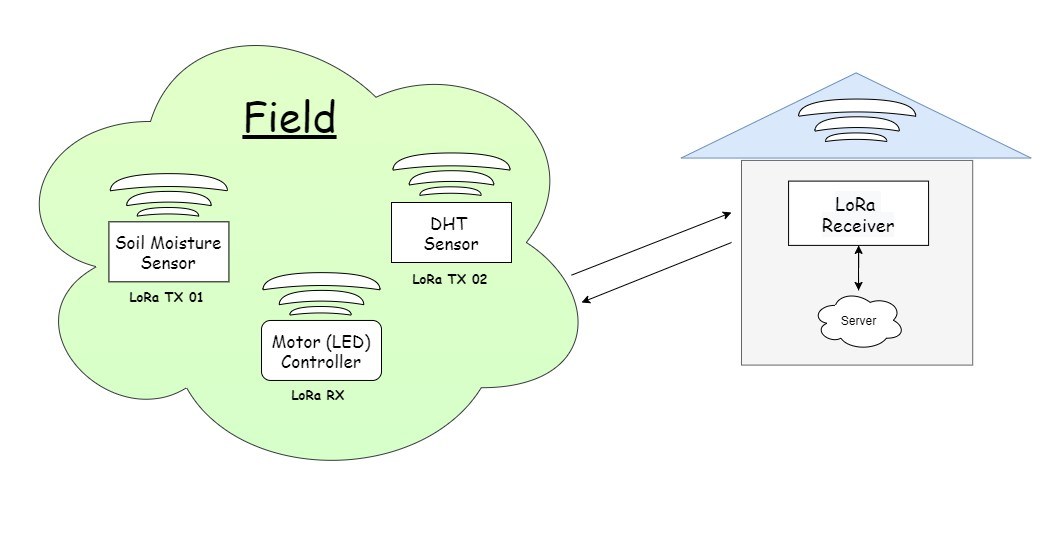 Field
Soil Moisture
Sensor
LoRa TX 01
DHT
Sensor
LoRa TX 02
Motor (LED)
Controller
LoRa RX
LoRa
Receiver
Server